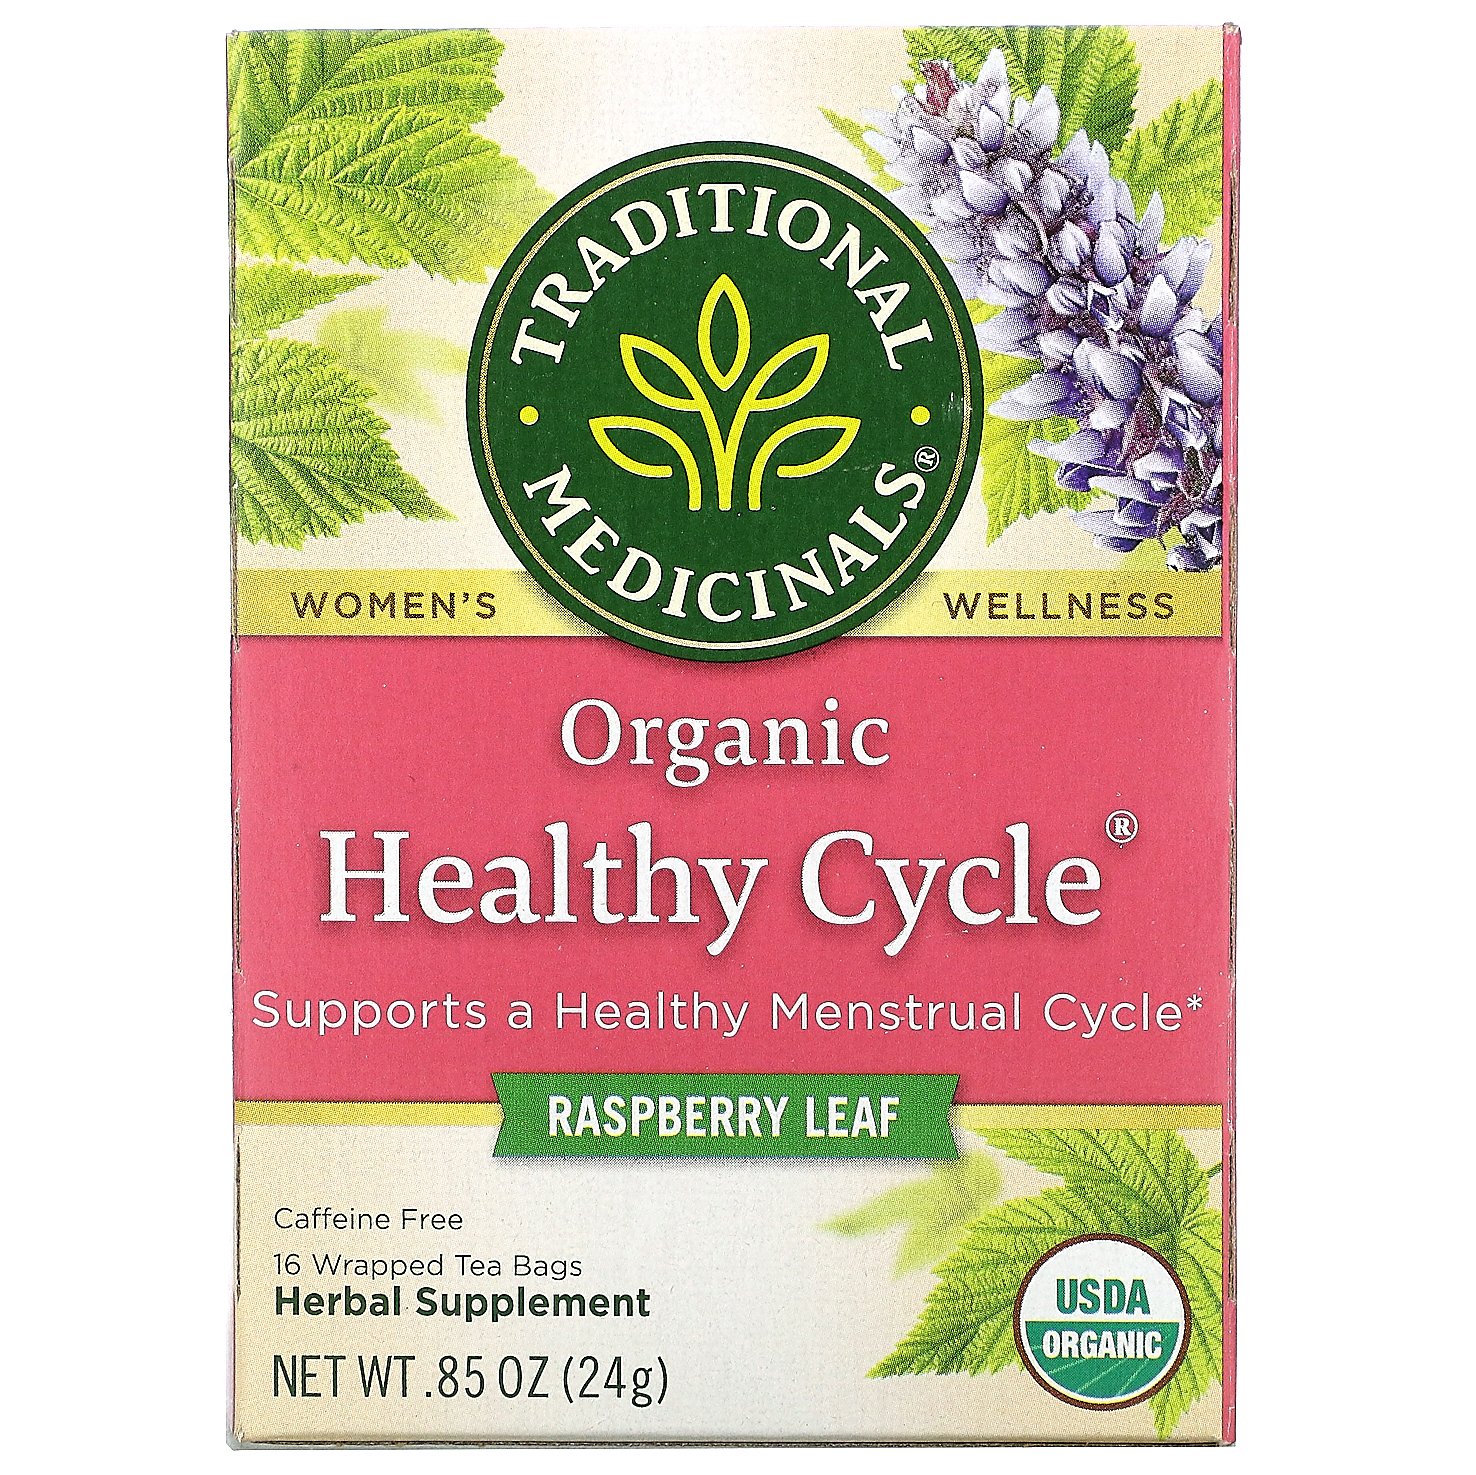 TRADITIONAL
MEDICINALS®
WOMEN'S WELLNESS
Organic
Healthy Cycle®
Supports a Healthy Menstrual Cycle*
RASPBERRY LEAF
Caffeine Free
16 Wrapped Tea Bags
Herbal Supplement
NET WT .85 OZ (24g)
USDA
ORGANIC